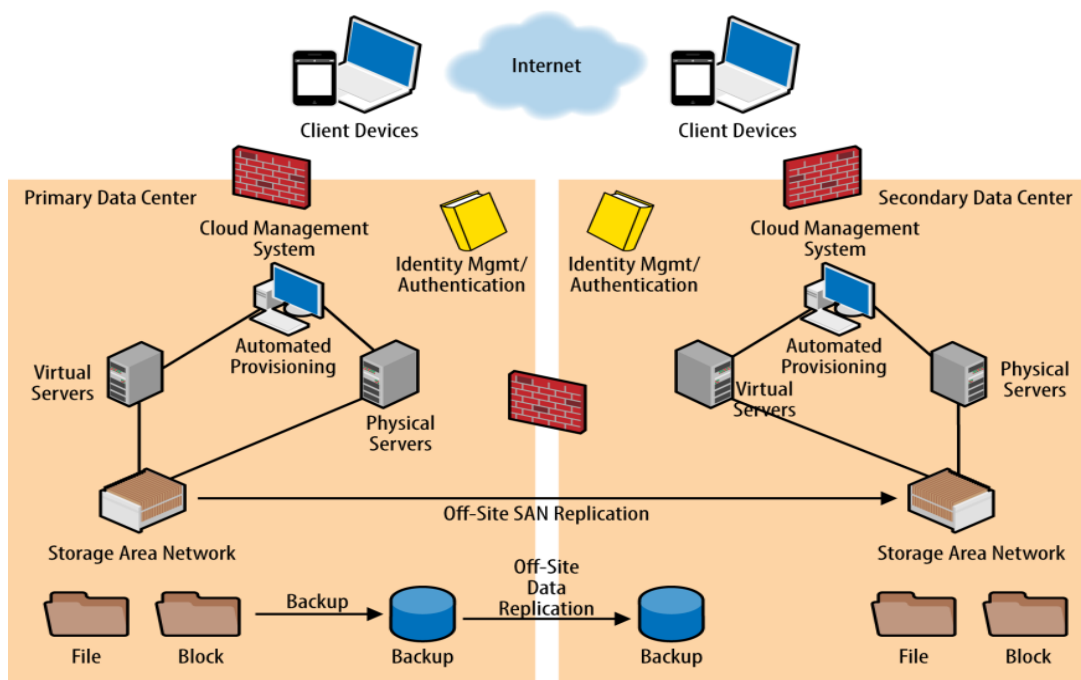 Internet
Client Devices
Client Devices
Primary Data Center
Secondary Data Center
Cloud Management
System
Identity Mgmt/
Authentication
Identity Mgmt/
Authentication
Cloud Management
System
Automated
Provisioning
Virtual
Servers
Physical
Servers
Automated
Provisioning
Virtual
Servers
Physical
Servers
Off-Site SAN Replication
Storage Area Network
Storage Area Network
Off-Site
Data
Replication
Backup
File
Block
Backup
Backup
File
Block